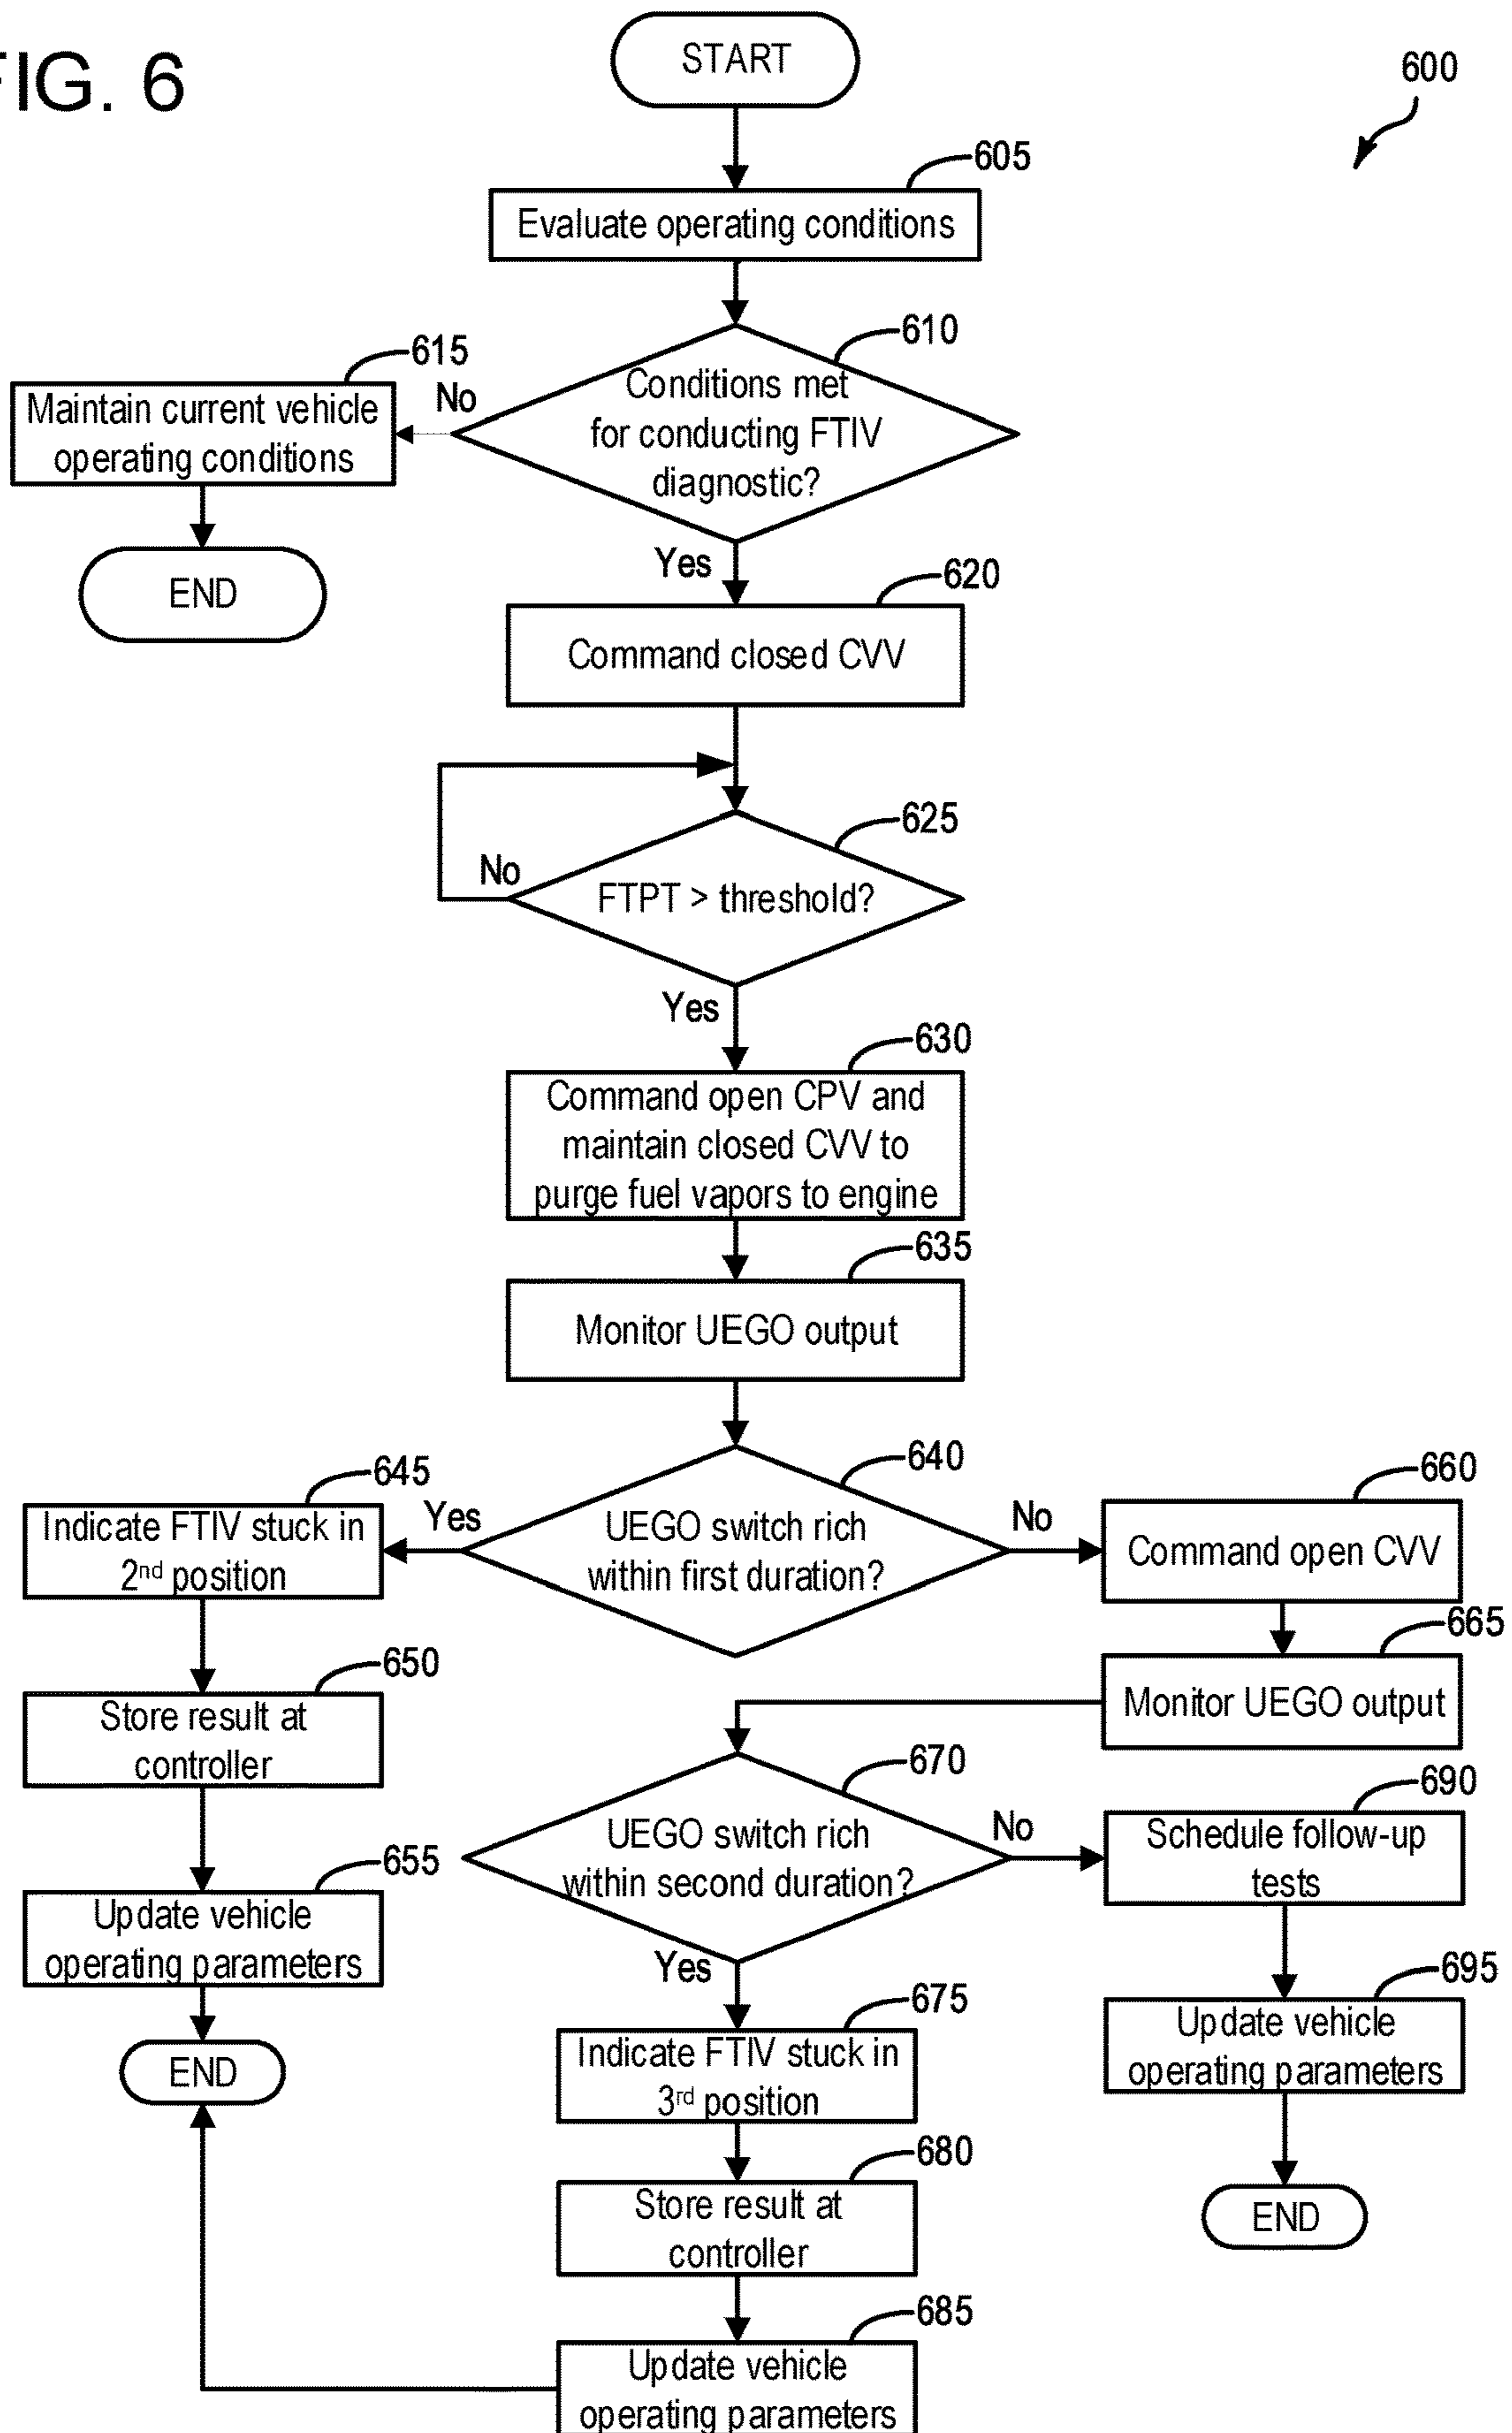 FIG. 6
START
600
605
Evaluate operating conditions
610
Conditions met
for conducting FTIV
diagnostic?
615
No
Maintain current vehicle
operating conditions
END
Yes
620
Command closed CVV
625
No
FTPT > threshold?
Yes
630
Command open CPV and
maintain closed CVV to
purge fuel vapors to engine
635
Monitor UEGO output
640
UEGO switch rich
within first duration?
645
Yes
Indicate FTIV stuck in
2nd position
650
Store result at
controller
655
Update vehicle
operating parameters
END
No
660
Command open CVV
665
Monitor UEGO output
670
UEGO switch rich
within second duration?
No
690
Schedule follow-up
tests
695
Update vehicle
operating parameters
END
Yes
675
Indicate FTIV stuck in
3rd position
680
Store result at
controller
685
Update vehicle
operating parameters